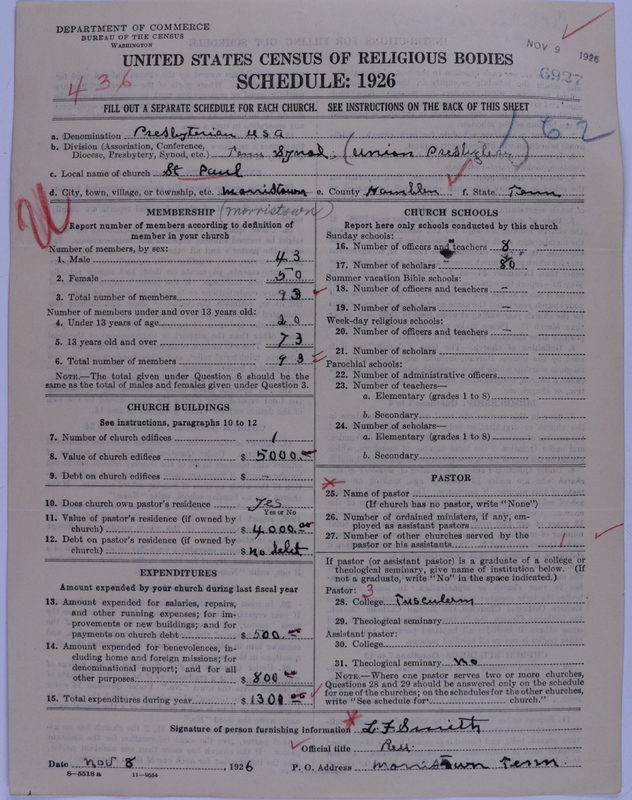 DEPARTMENT OF COMMERCE
BUREAU OF THE CENSUS
WASHINGTON
NOV 9 1926
UNITED STATES CENSUS OF RELIGIOUS BODIES
6927
436
SCHEDULE: 1926
FILL OUT A SEPARATE SCHEDULE FOR EACH CHURCH. SEE INSTRUCTIONS ON THE BACK OF THIS SHEET
62
a. Denomination Presbyterian USA
b. Division (Association, Conference,
Diocese, Presbytery, Synod, etc.) Tenn Synod, (Union Presbytery)
c. Local name of church St Paul
d. City, town, village, or township, etc. Morristown e. County Hamblen f. State Tenn
(Morristown)
MEMBERSHIP
Report number of members according to definition of
member in your church
Number of members, by sex:
1. Male 43
2. Female 50
3. Total number of members 93
Number of members under and over 13 years old:
4. Under 13 years of age 20
5. 13 years old and over 73
6. Total number of members 93
NOTE.—The total given under Question 6 should be the
same as the total of males and females given under Question 3.
CHURCH BUILDINGS
See instructions, paragraphs 10 to 12
7. Number of church edifices 1
8. Value of church edifices $ 5000.00
9. Debt on church edifices $ -
10. Does church own pastor's residence Yes
Yes or No
11. Value of pastor's residence (if owned by
church) $ 4000.00
12. Debt on pastor's residence (if owned by
church) $ No debt
EXPENDITURES
Amount expended by your church during last fiscal year
13. Amount expended for salaries, repairs,
and other running expenses; for im-
provements or new buildings; and for
payments on church debt $ 500.00
14. Amount expended for benevolences, in-
cluding home and foreign missions; for
denominational support; and for all
other purposes $ 800.00
15. Total expenditures during year $ 1300.00
CHURCH SCHOOLS
Report here only schools conducted by this church
Sunday schools:
16. Number of officers and teachers 8
17. Number of scholars 80
Summer vacation Bible schools:
18. Number of officers and teachers -
19. Number of scholars -
Week-day religious schools:
20. Number of officers and teachers -
21. Number of scholars
Parochial schools:
22. Number of administrative officers
23. Number of teachers—
a. Elementary (grades 1 to 8)
b. Secondary
24. Number of scholars—
a. Elementary (grades 1 to 8)
b. Secondary
PASTOR
25. Name of pastor
(If church has no pastor, write "None")
26. Number of ordained ministers, if any, em-
ployed as assistant pastors
27. Number of other churches served by the
pastor or his assistants 1
If pastor (or assistant pastor) is a graduate of a college or
theological seminary, give name of institution below. (If
not a graduate, write "No" in the space indicated.)
Pastor: 3
28. College Tusculum
29. Theological seminary
Assistant pastor:
30. College
31. Theological seminary No
NOTE.—Where one pastor serves two or more churches,
Questions 28 and 29 should be answered only on the schedule
for one of the churches; on the schedules for the other churches,
write "See schedule for church."
Signature of person furnishing information L. F. Smith
Official title Rev.
Date Nov 8, 1926 P. O. Address Morristown Tenn.
8-5518 a 11-9054